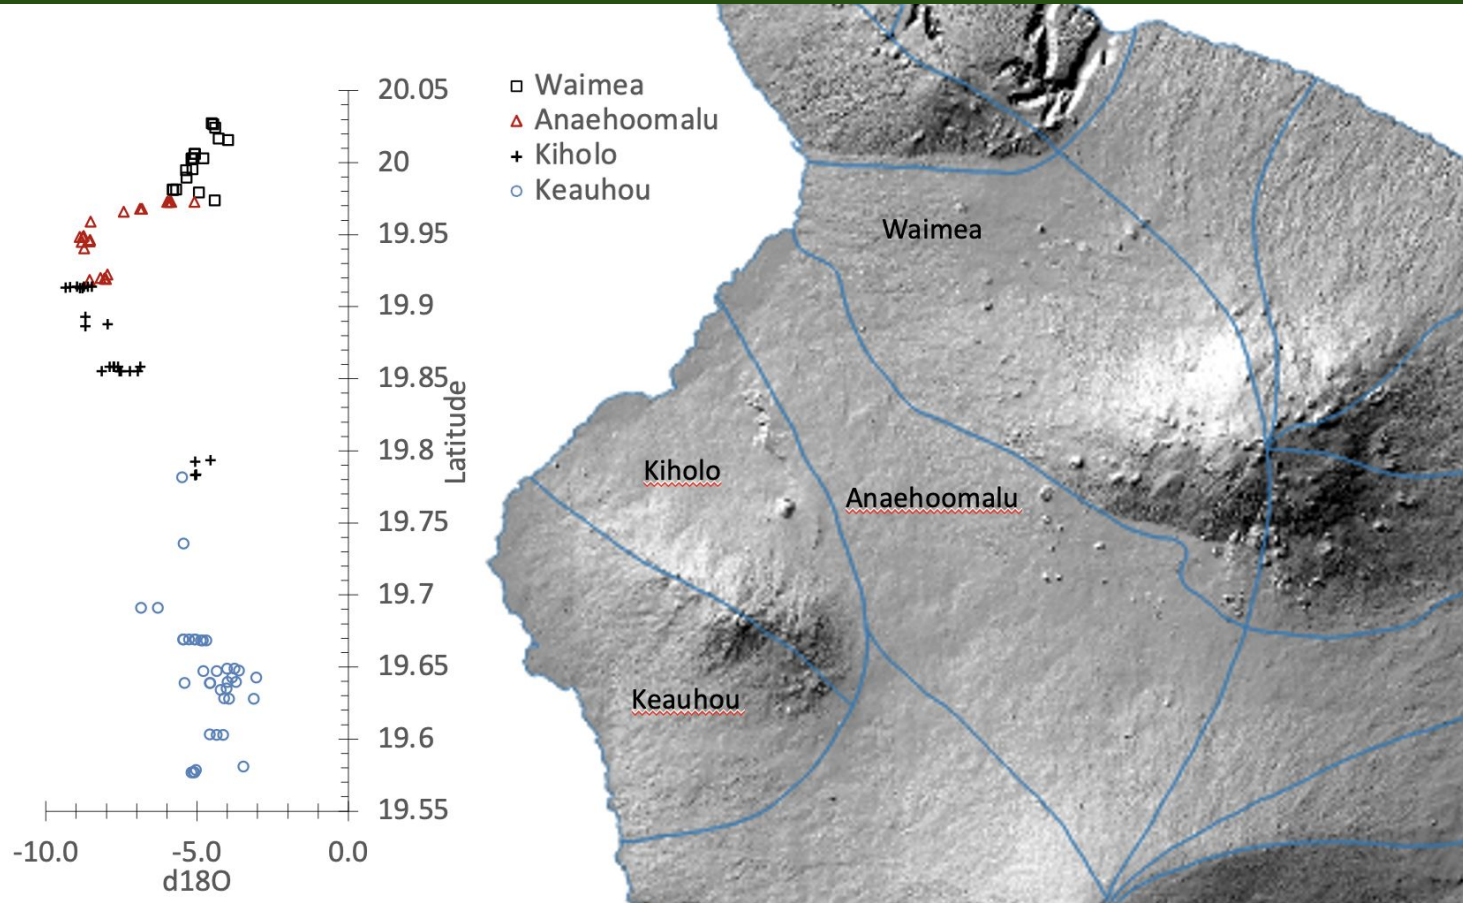 20.05
20
19.95
19.9
19.85
19.8
19.75
19.7
19.65
19.6
19.55
Latitude
-10.0 -5.0 0.0
d18O
Waimea
Anaehoomalu
Kiholo
Keauhou
Waimea
Kiholo
Anaehoomalu
Keauhou